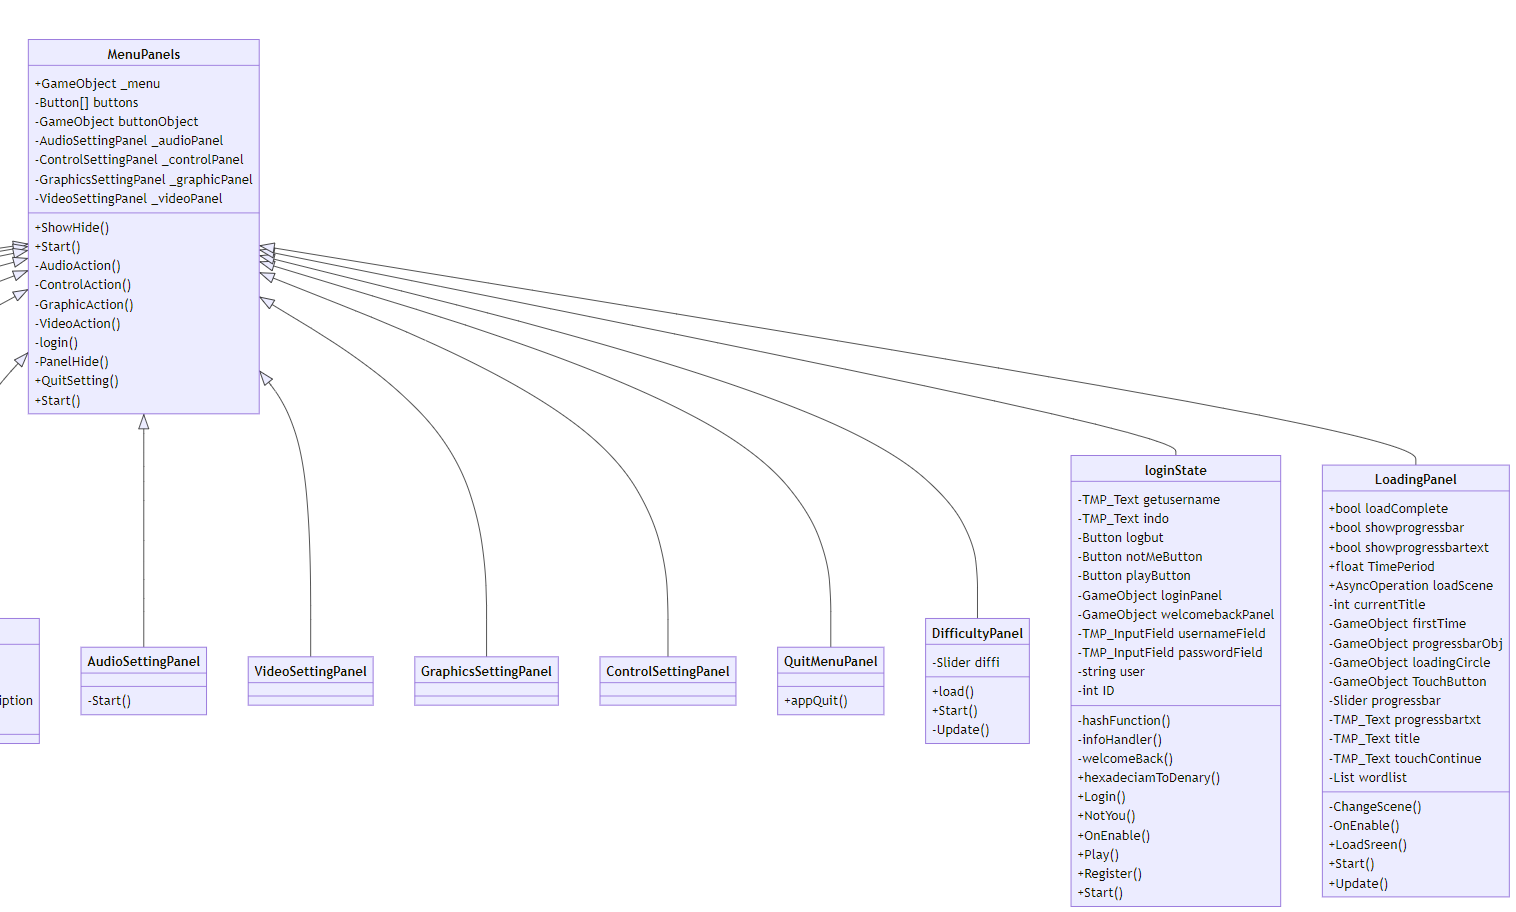 MenuPanels
+GameObject _menu
-Button[] buttons
-GameObject buttonObject
-AudioSettingPanel _audioPanel
-ControlSettingPanel _controlPanel
-GraphicsSettingPanel _graphicPanel
-VideoSettingPanel _videoPanel
+ShowHide()
+Start()
-AudioAction()
-ControlAction()
-GraphicAction()
-VideoAction()
-login()
-PanelHide()
+QuitSetting()
+Start()
iption
AudioSettingPanel
-Start()
VideoSettingPanel
GraphicsSettingPanel
ControlSettingPanel
QuitMenuPanel
+appQuit()
DifficultyPanel
-Slider diffi
+load()
+Start()
-Update()
loginState
-TMP_Text getusername
-TMP_Text indo
-Button logbut
-Button notMeButton
-Button playButton
-GameObject loginPanel
-GameObject welcomebackPanel
-TMP_InputField usernameField
-TMP_InputField passwordField
-string user
-int ID
-hashFunction()
-infoHandler()
-welcomeBack()
+hexadeciamToDenary()
+Login()
+NotYou()
+OnEnable()
+Play()
+Register()
+Start()
LoadingPanel
+bool loadComplete
+bool showprogressbar
+bool showprogressbartext
+float TimePeriod
+AsyncOperation loadScene
-int currentTitle
-GameObject firstTime
-GameObject progressbarObj
-GameObject loadingCircle
-GameObject TouchButton
-Slider progressbar
-TMP_Text progressbartxt
-TMP_Text title
-TMP_Text touchContinue
-List wordlist
-ChangeScene()
-OnEnable()
+LoadSreen()
+Start()
+Update()